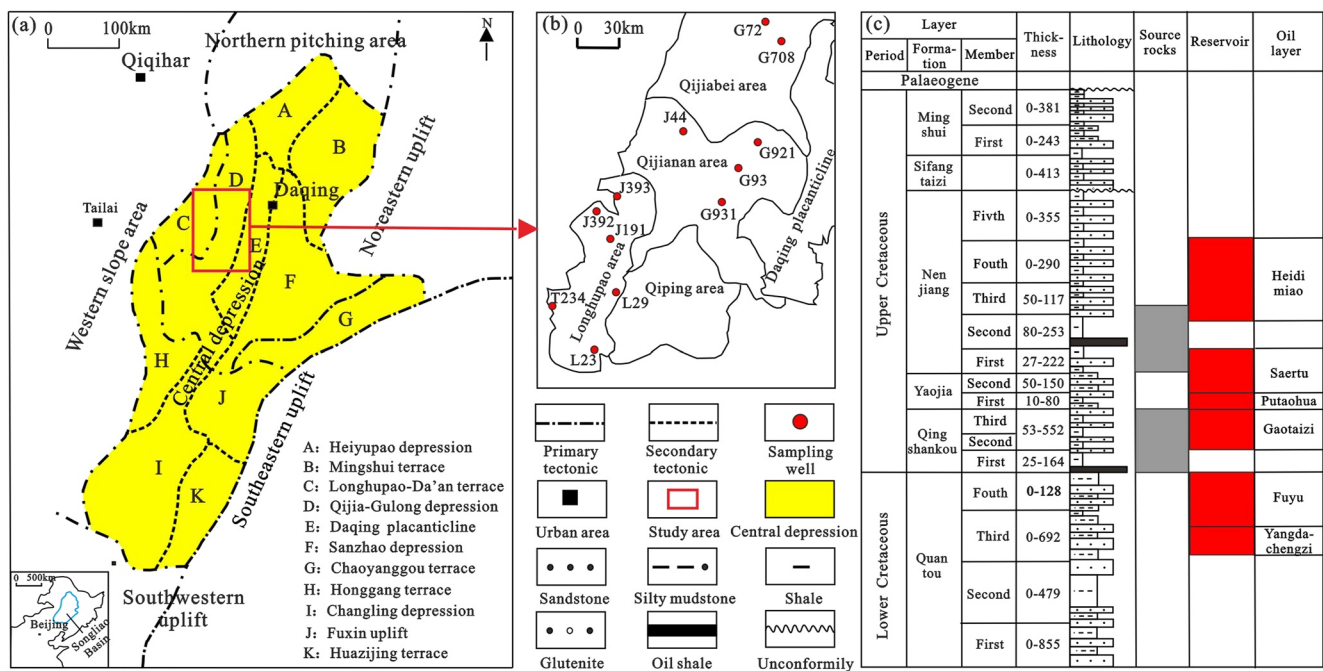 (a)
0 100km
Northern pitching area
N
Qiqihar
A
B
D
Daqing
Noreastern uplift
Tailai
C
Western slope area
E
F
Central depression
G
H
J
I
K
Southeastern uplift
Southwestern
uplift
A: Heiyupao depression
B: Mingshui terrace
C: Longhupao-Da'an terrace
D: Qijia-Gulong depression
E: Daqing placanticline
F: Sanzhao depression
G: Chaoyanggou terrace
H: Honggang terrace
I: Changling depression
J: Fuxin uplift
K: Huazijing terrace
0 500km
Beijing
Songliao
Basin
(b)
0 30km
G72
G708
Qijiabei area
J44
G921
Qijianan area
G93
J393
G931
J392
J191
Daqing placanticline
Longhupao area
Qiping area
T234
L29
L23
Primary
tectonic
Secondary
tectonic
Sampling
well
Urban area
Study area
Central depression
Sandstone
Silty mudstone
Shale
Glutenite
Oil shale
Unconformily
(c)
Layer
Period
Forma-
tion
Member
Thick-
ness
Lithology
Source
rocks
Reservoir
Oil
layer
Palaeogene
Upper Cretaceous
Ming
shui
Second
0-381
First
0-243
Sifang
taizi
0-413
Nen
jiang
Fivth
0-355
Fouth
0-290
Heidi
miao
Third
50-117
Second
80-253
First
27-222
Saertu
Yaojia
Second
50-150
First
10-80
Putaohua
Qing
shankou
Third
53-552
Gaotaizi
Second
First
25-164
Lower Cretaceous
Quan
tou
Fouth
0-128
Fuyu
Third
0-692
Yangda-
chengzi
Second
0-479
First
0-855